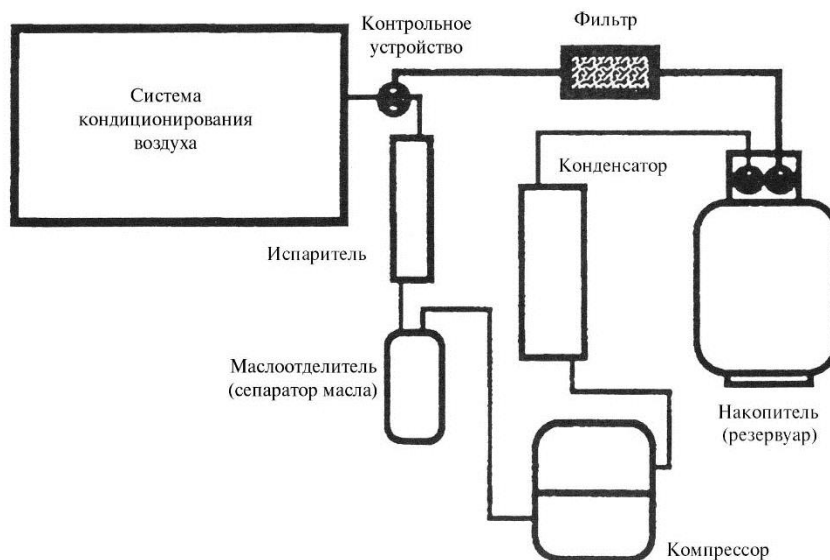 Контрольное
устройство
Фильтр
Система
кондиционирования
воздуха
Конденсатор
Испаритель
Маслоотделитель
(сепаратор масла)
Накопитель
(резервуар)
Компрессор